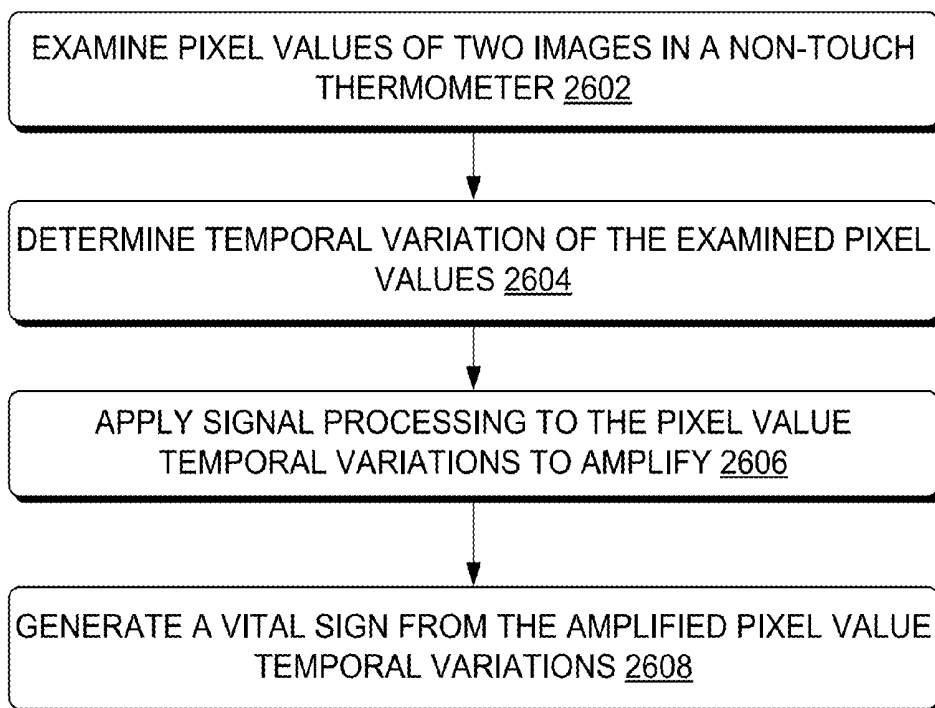 EXAMINE PIXEL VALUES OF TWO IMAGES IN A NON-TOUCH
THERMOMETER 2602
DETERMINE TEMPORAL VARIATION OF THE EXAMINED PIXEL
VALUES 2604
APPLY SIGNAL PROCESSING TO THE PIXEL VALUE
TEMPORAL VARIATIONS TO AMPLIFY 2606
GENERATE A VITAL SIGN FROM THE AMPLIFIED PIXEL VALUE
TEMPORAL VARIATIONS 2608